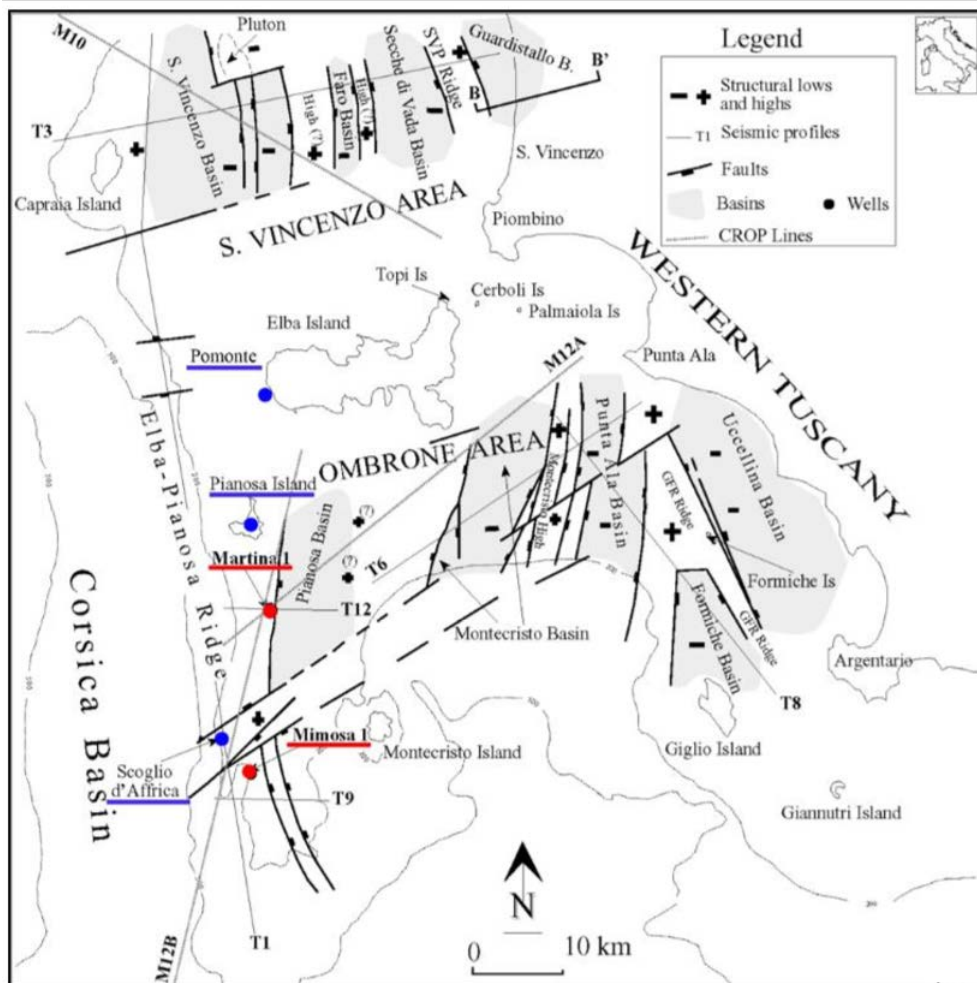 M10
Pluton
S. Vincenzo Basin
High (?)
Faro Basin
High (?)
Secche di Vada Basin
SVP Ridge
Guardistallo B.
B
B'
T3
Capraia Island
S. VINCENZO AREA
S. Vincenzo
Piombino
Legend
Structural lows
and highs
T1 Seismic profiles
Faults
Basins
Wells
CROP Lines
WESTERN TUSCANY
Topi Is
Cerboli Is
Palmaiola Is
Elba Island
Pomonte
M12A
Punta Ala
Elba-Pianosa Ridge
OMBRONE AREA
Pianosa Island
Pianosa Basin
(?)
(?)
Martina 1
T6
T12
Montecristo High
Punta Ala Basin
Uccellina Basin
GFR Ridge
Formiche Is
GFR Ridge
Formiche Basin
Montecristo Basin
Argentario
T8
Corsica Basin
Mimosa 1
Montecristo Island
Giglio Island
Scoglio
d'Affrica
T9
Giannutri Island
T1
M12B
N
0 10 km